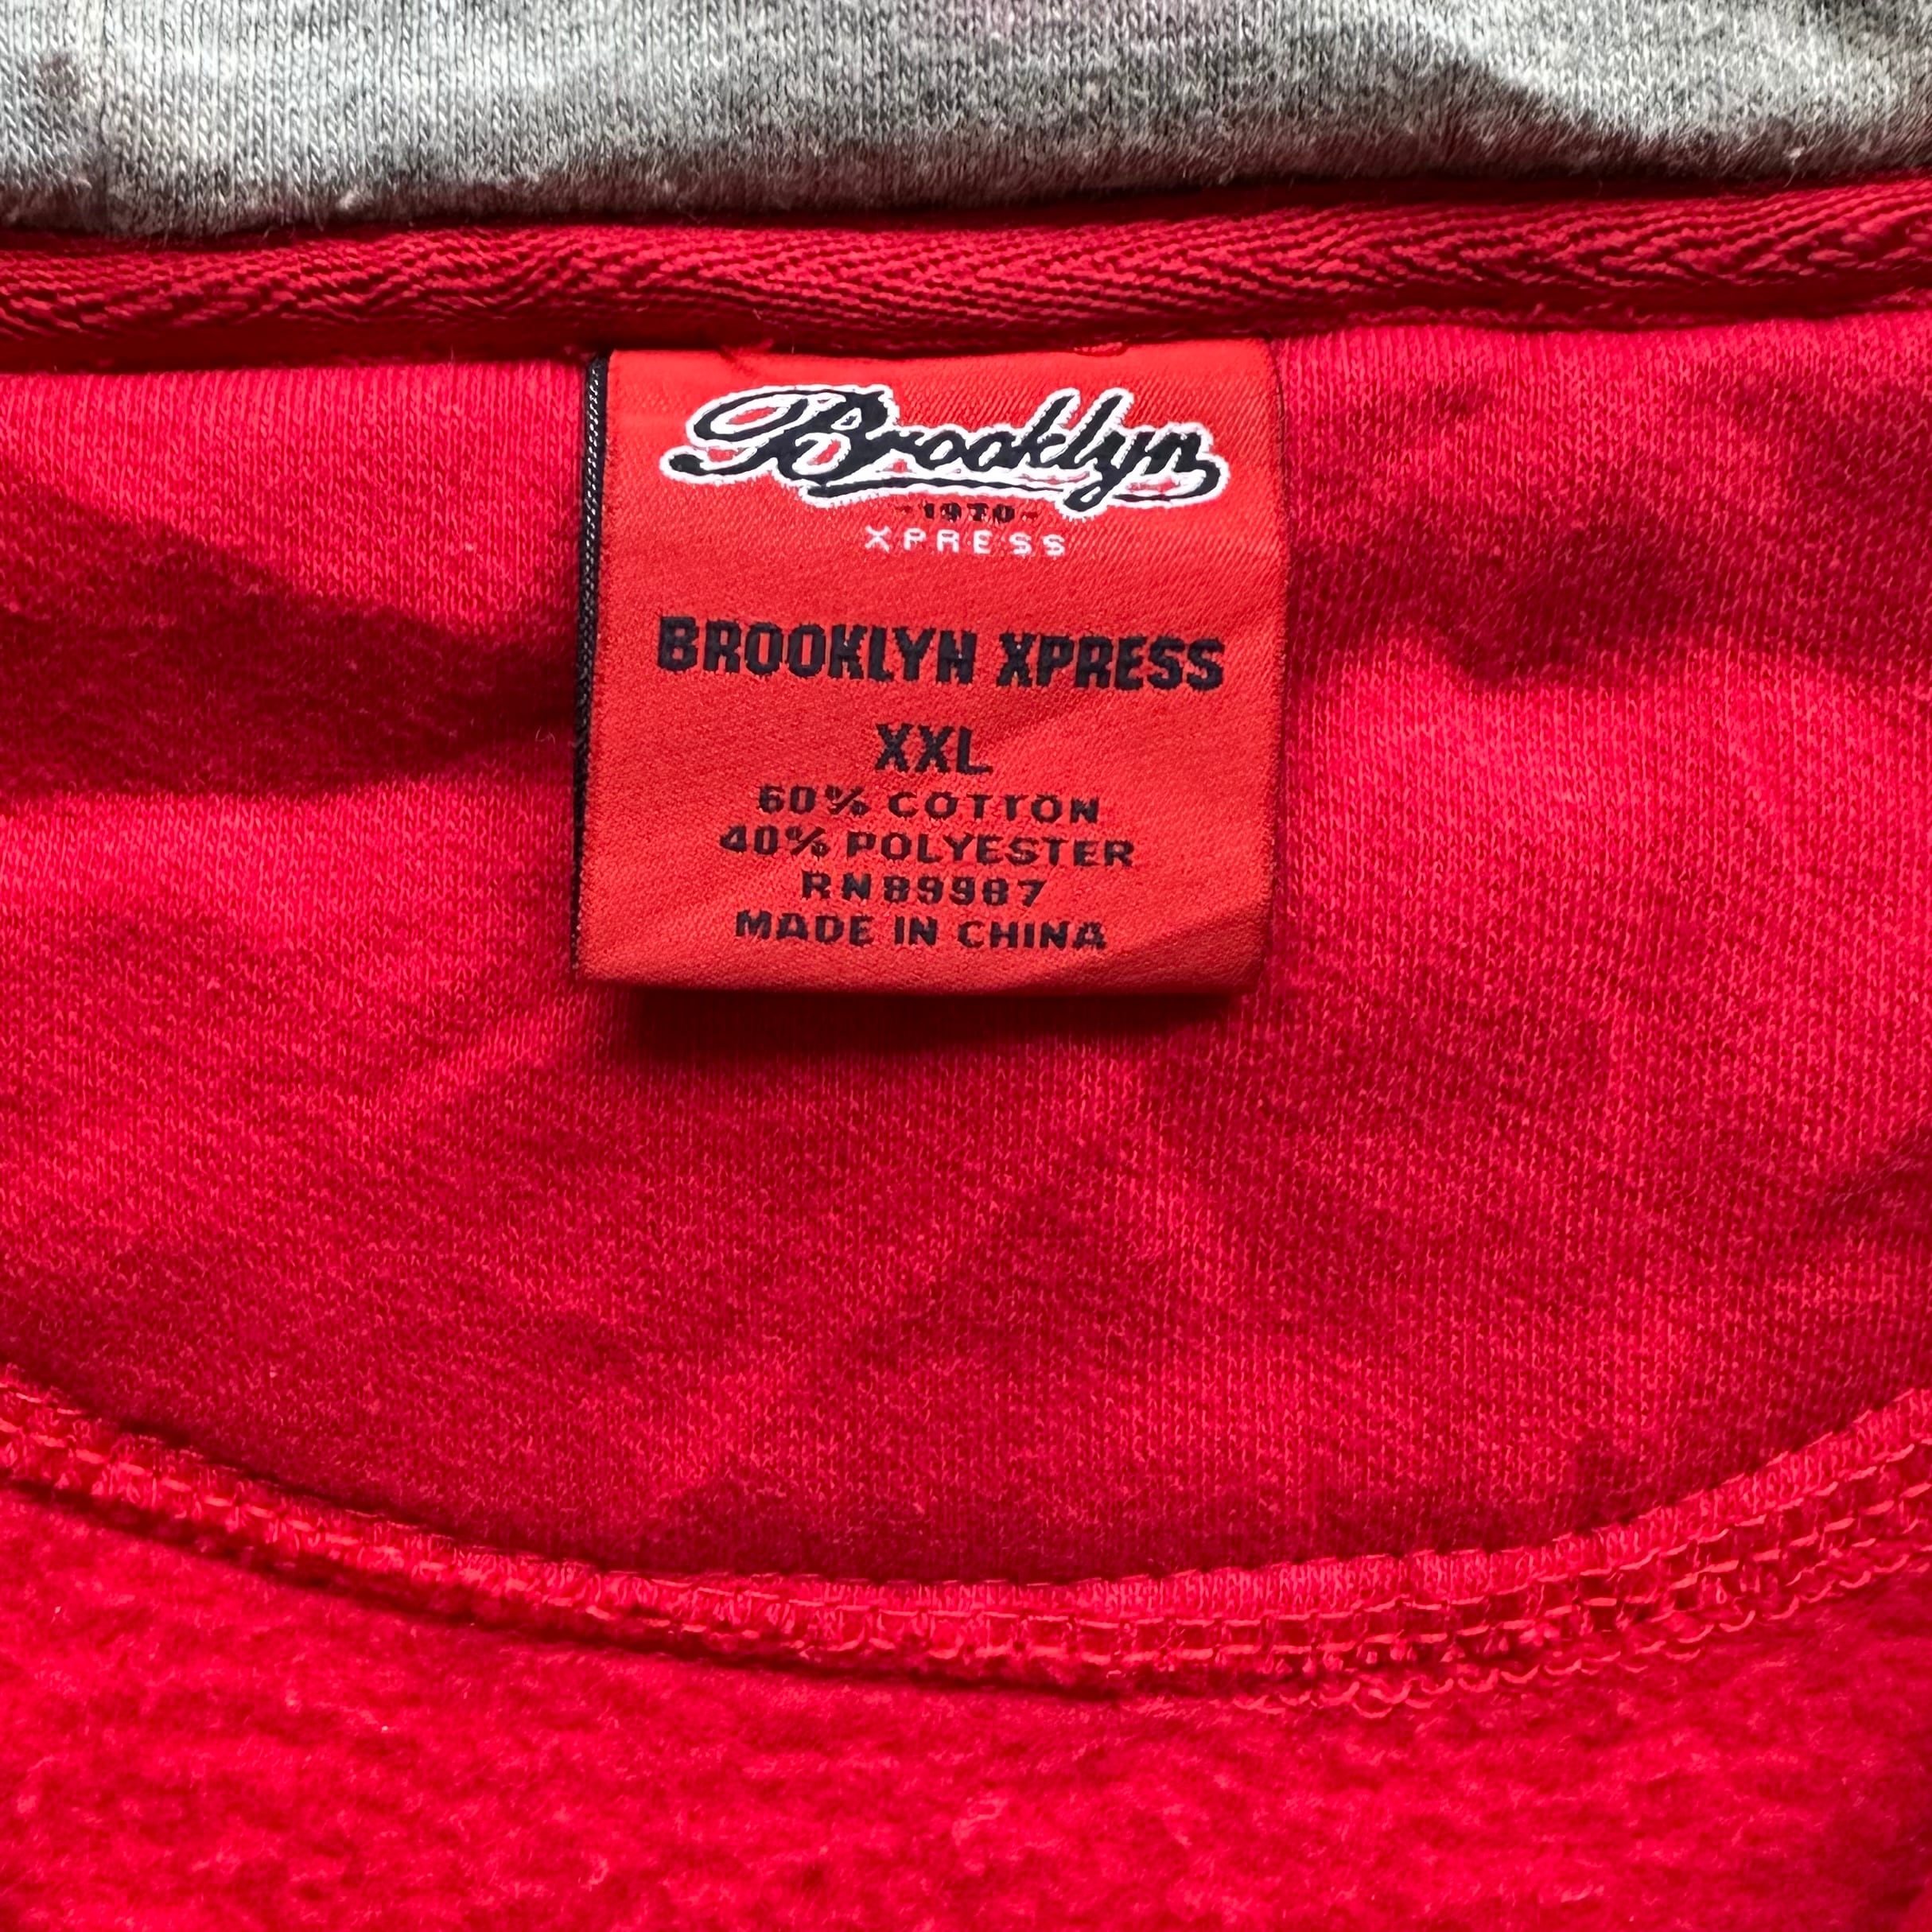 Brooklyn
-1970-
XPRESS
BROOKLYN XPRESS
XXL
60% COTTON
40% POLYESTER
RN89987
MADE IN CHINA